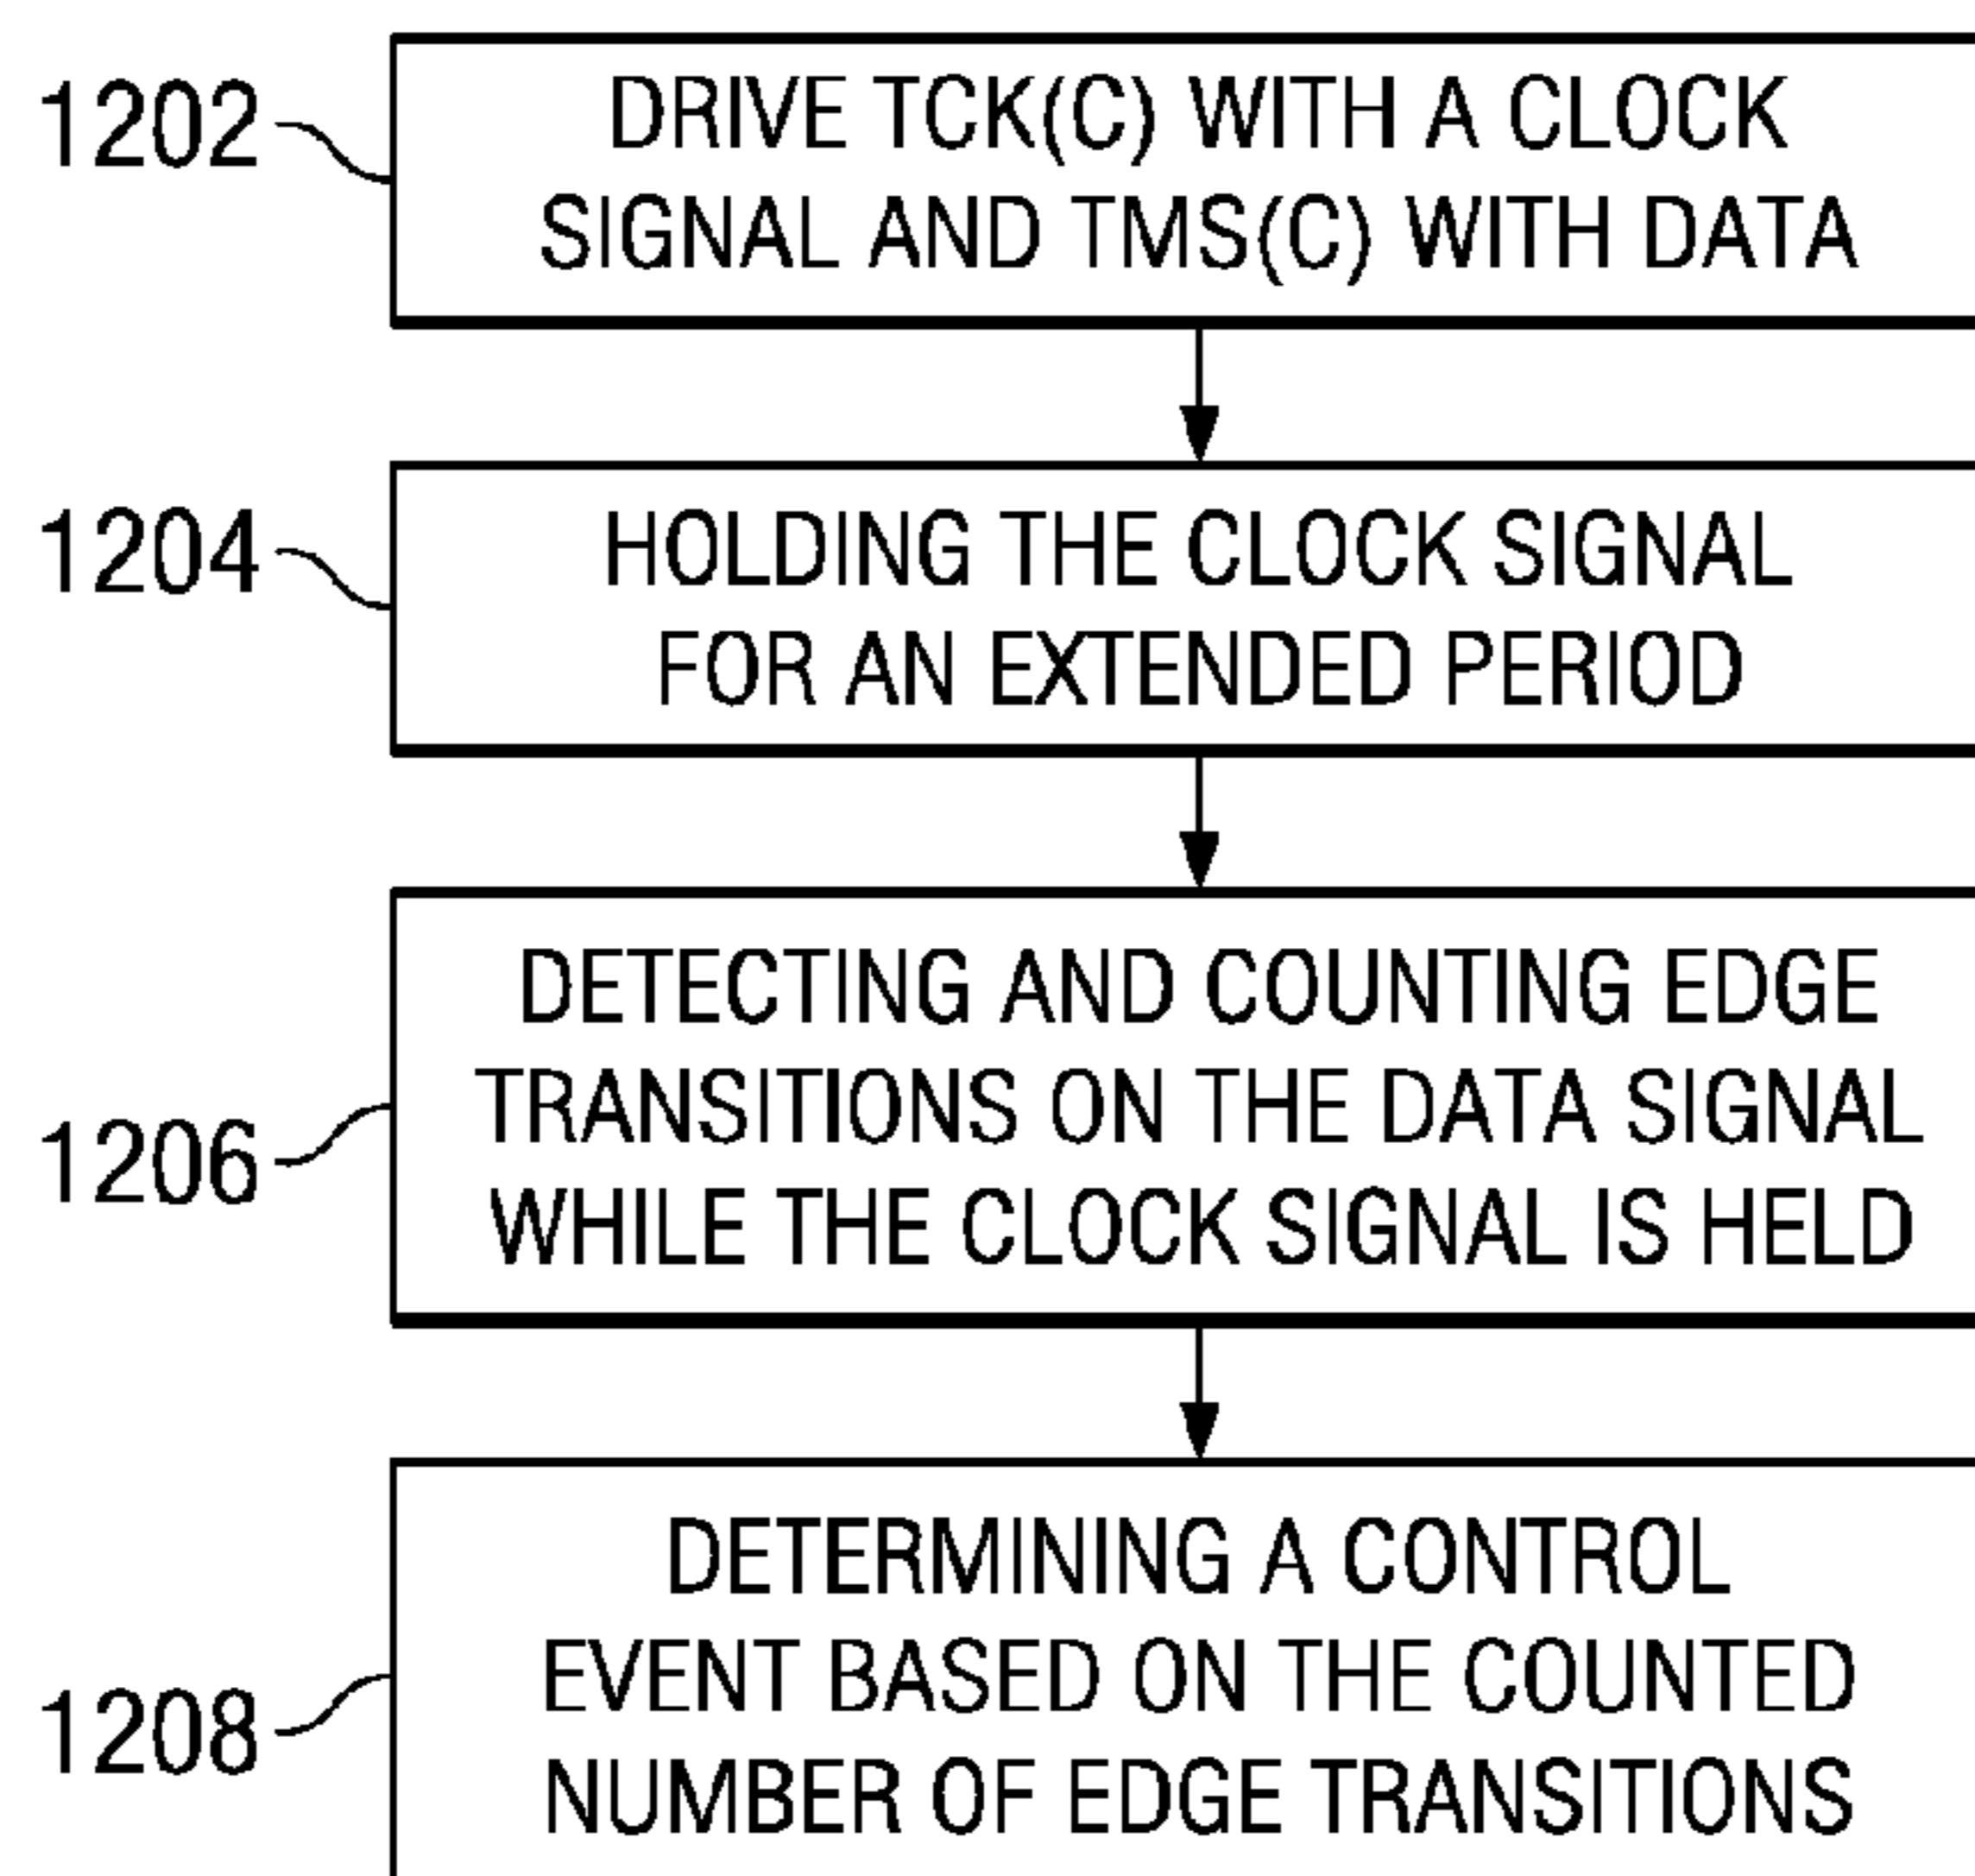 1202
DRIVE TCK(C) WITH A CLOCK
SIGNAL AND TMS(C) WITH DATA
1204
HOLDING THE CLOCK SIGNAL
FOR AN EXTENDED PERIOD
1206
DETECTING AND COUNTING EDGE
TRANSITIONS ON THE DATA SIGNAL
WHILE THE CLOCK SIGNAL IS HELD
1208
DETERMINING A CONTROL
EVENT BASED ON THE COUNTED
NUMBER OF EDGE TRANSITIONS